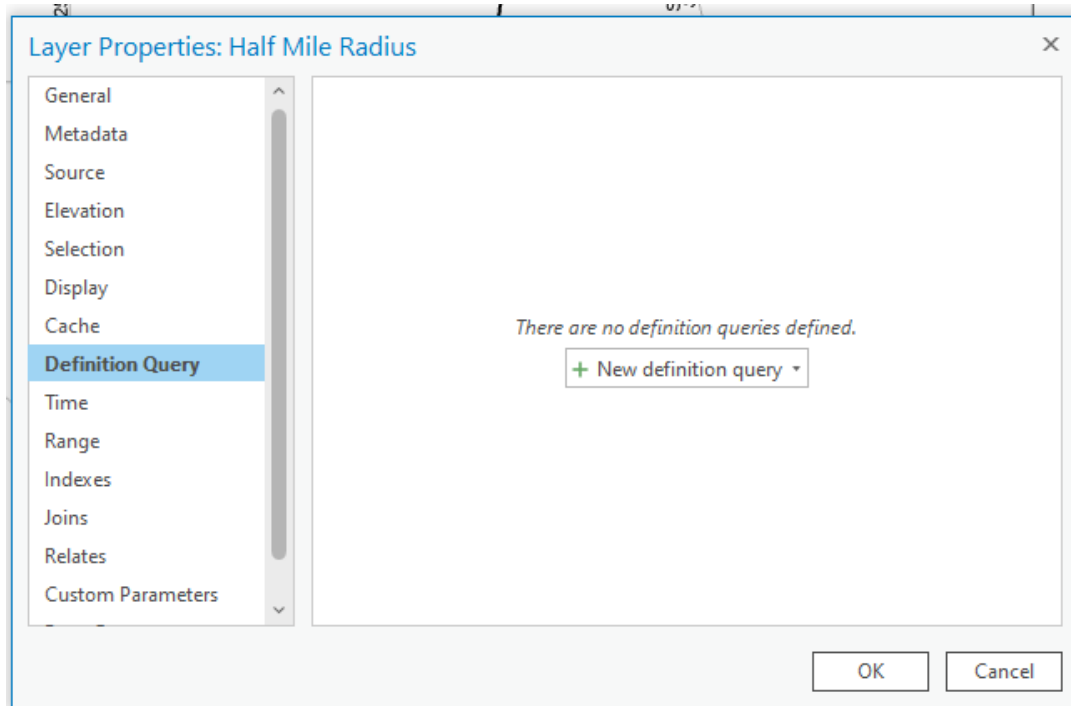 Layer Properties: Half Mile Radius
General
Metadata
Source
Elevation
Selection
Display
Cache
Definition Query
Time
Range
Indexes
Joins
Relates
Custom Parameters
There are no definition queries defined.
+ New definition query
OK
Cancel